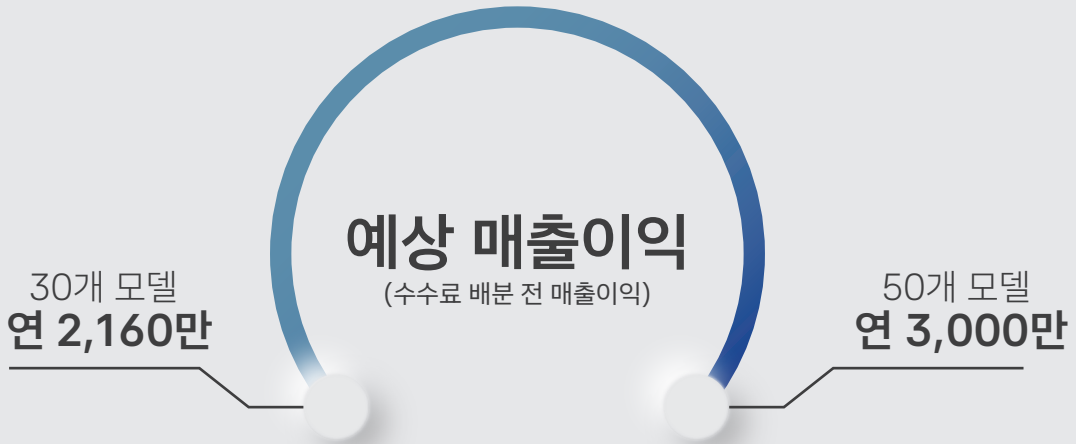 예상 매출이익
(수수료 배분 전 매출이익)
30개 모델
연 2,160만
50개 모델
연 3,000만